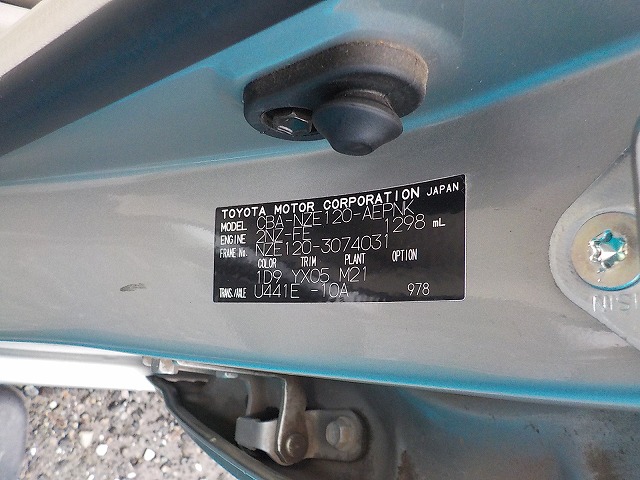 TOYOTA MOTOR CORPORATION JAPAN
MODEL CBA-NZE120-AEPNK
ENGINE 2NZ-FE 1298 mL
FRAME No. NZE120-3074031
COLOR TRIM PLANT OPTION
1D9 YX05 M21
TRANS./AXLE U441E -10A 978